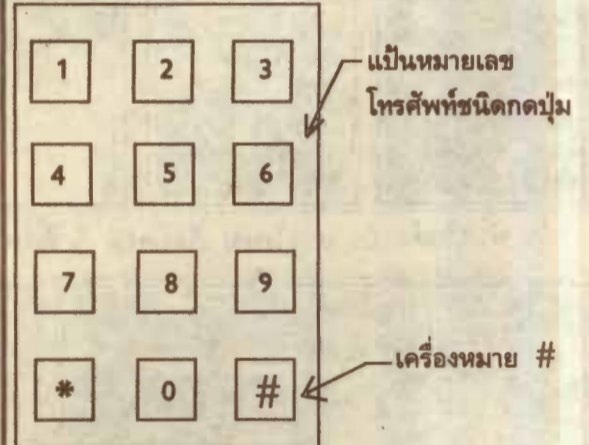 1 2 3
แป้นหมายเลข
โทรศัพท์ชนิดกดปุ่ม
4 5 6
7 8 9
เครื่องหมาย #
* 0 #